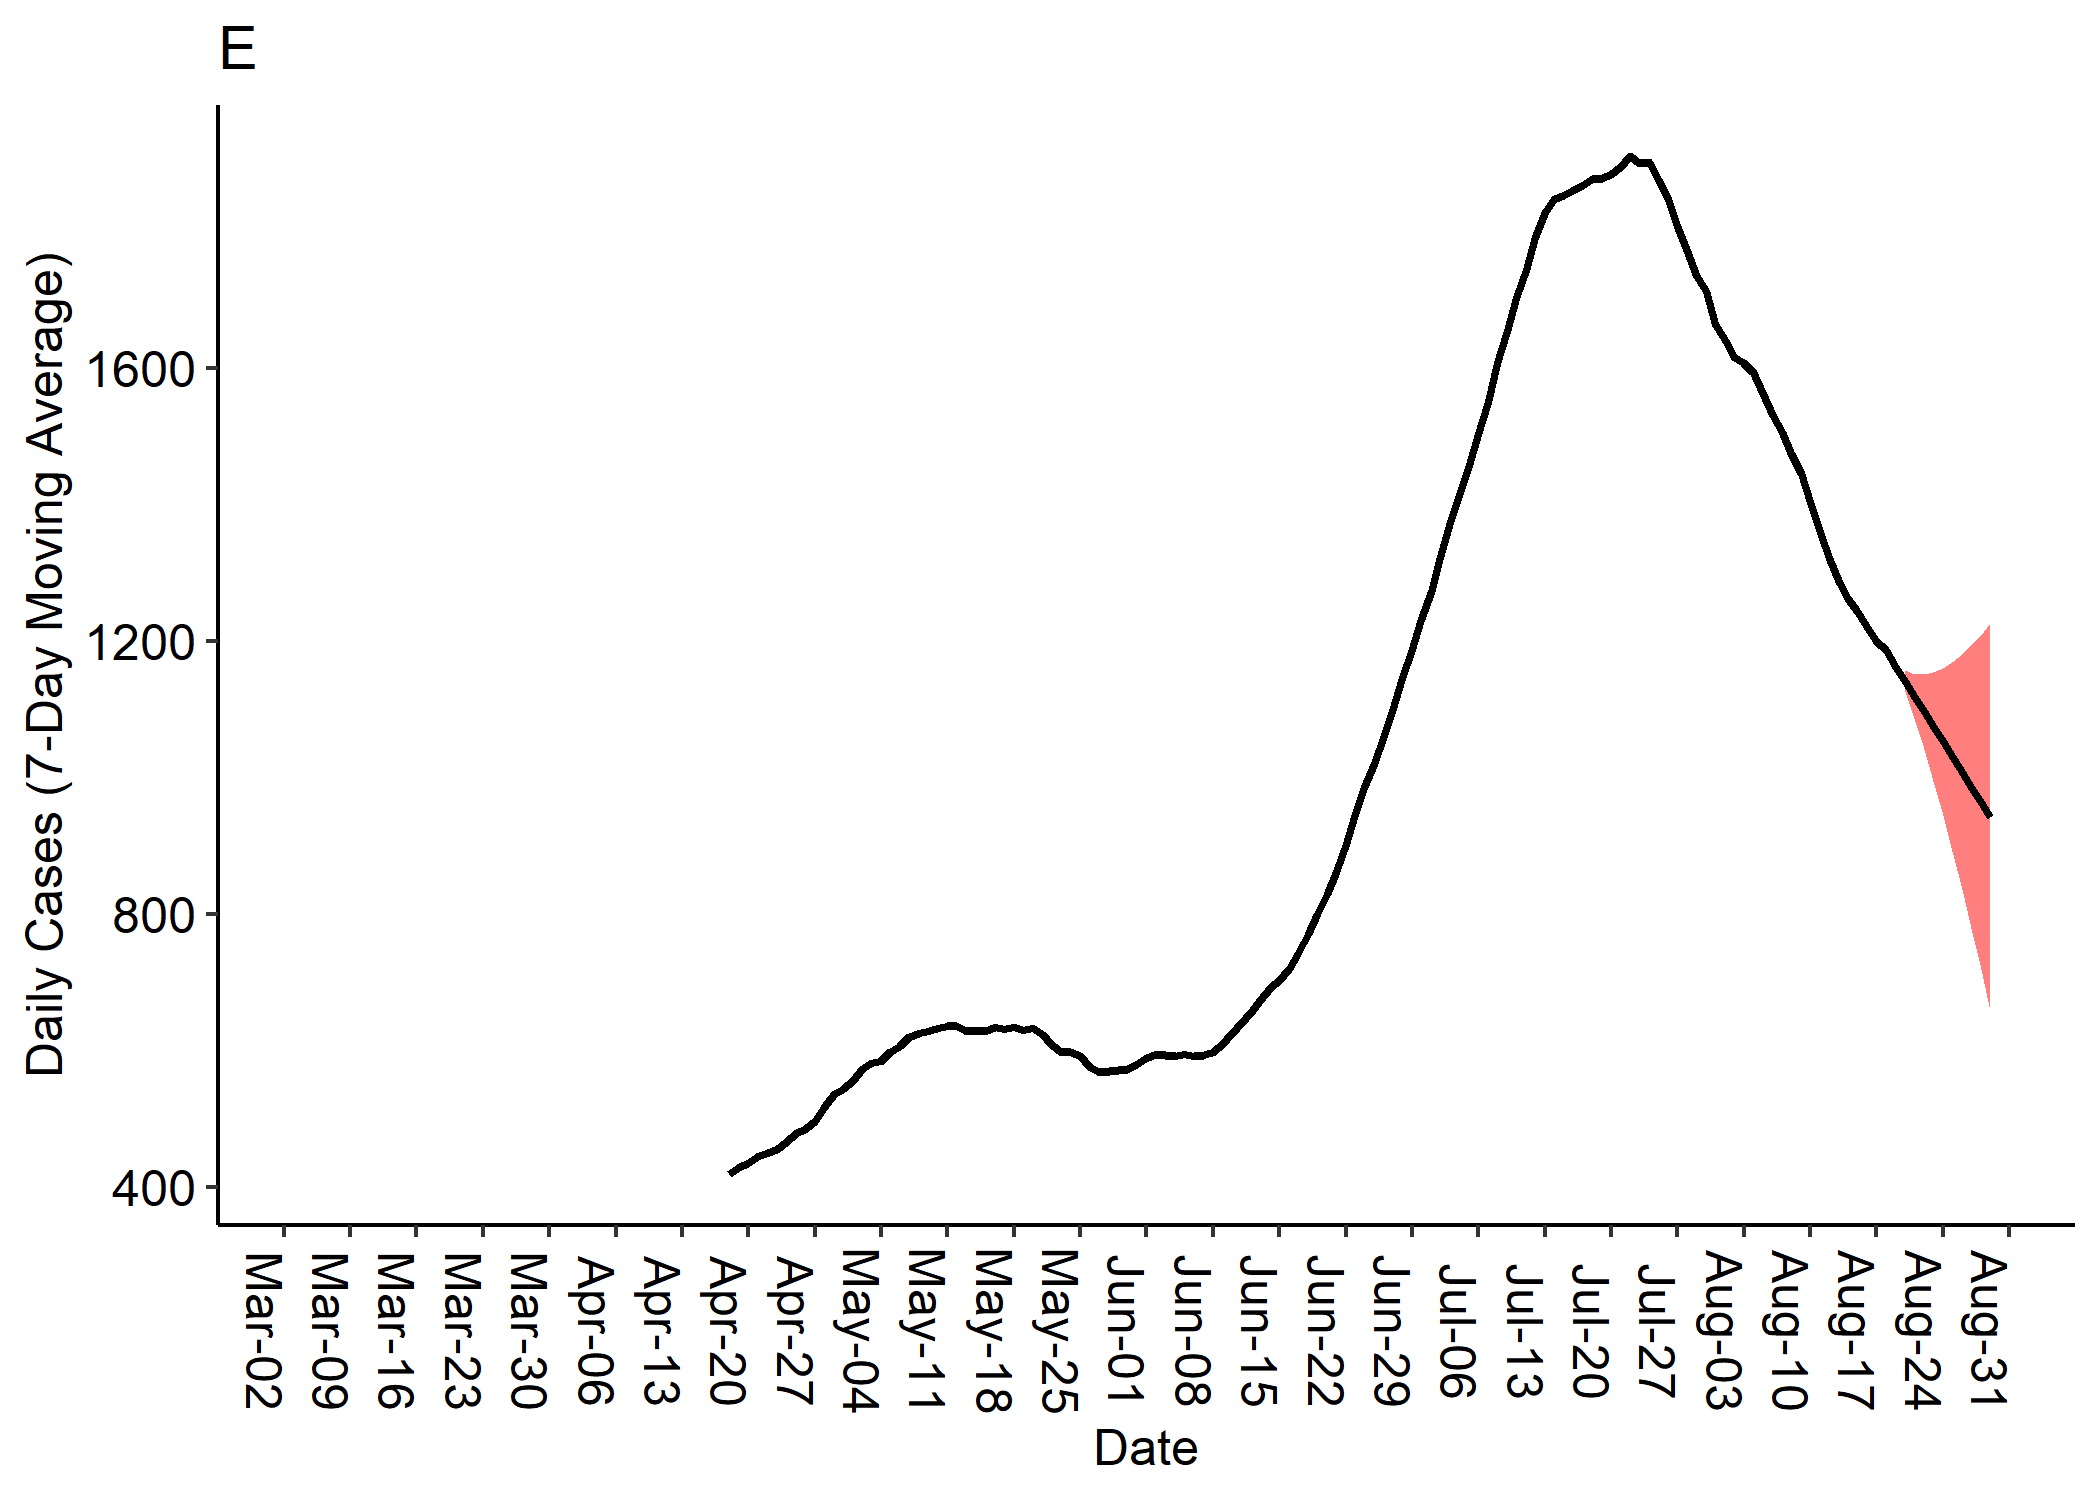 E
Daily Cases (7-Day Moving Average)
1600
1200
800
400
Mar-02
Mar-09
Mar-16
Mar-23
Mar-30
Apr-06
Apr-13
Apr-20
Apr-27
May-04
May-11
May-18
May-25
Jun-01
Jun-08
Jun-15
Jun-22
Jun-29
Jul-06
Jul-13
Jul-20
Jul-27
Aug-03
Aug-10
Aug-17
Aug-24
Aug-31
Date